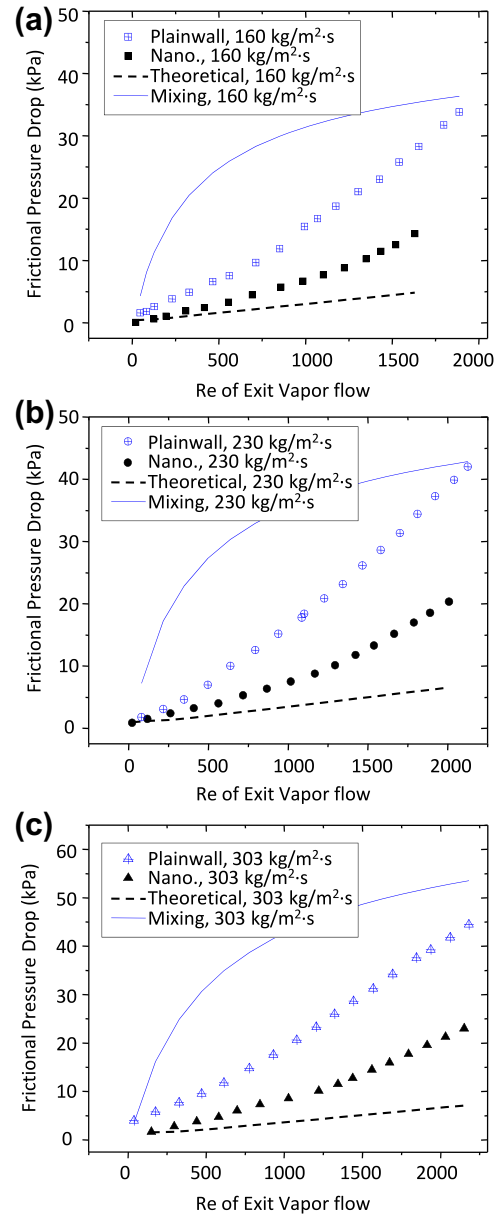 (a)
Plainwall, 160 kg/m²·s
Nano., 160 kg/m²·s
Theoretical, 160 kg/m²·s
Mixing, 160 kg/m²·s
50
40
30
20
10
0
Frictional Pressure Drop (kPa)
0 500 1000 1500 2000
Re of Exit Vapor flow
(b)
Plainwall, 230 kg/m²·s
Nano., 230 kg/m²·s
Theoretical, 230 kg/m²·s
Mixing, 230 kg/m²·s
50
40
30
20
10
0
Frictional Pressure Drop (kPa)
0 500 1000 1500 2000
Re of Exit Vapor flow
(c)
Plainwall, 303 kg/m²·s
Nano., 303 kg/m²·s
Theoretical, 303 kg/m²·s
Mixing, 303 kg/m²·s
60
50
40
30
20
10
0
Frictional Pressure Drop (kPa)
0 500 1000 1500 2000
Re of Exit Vapor flow